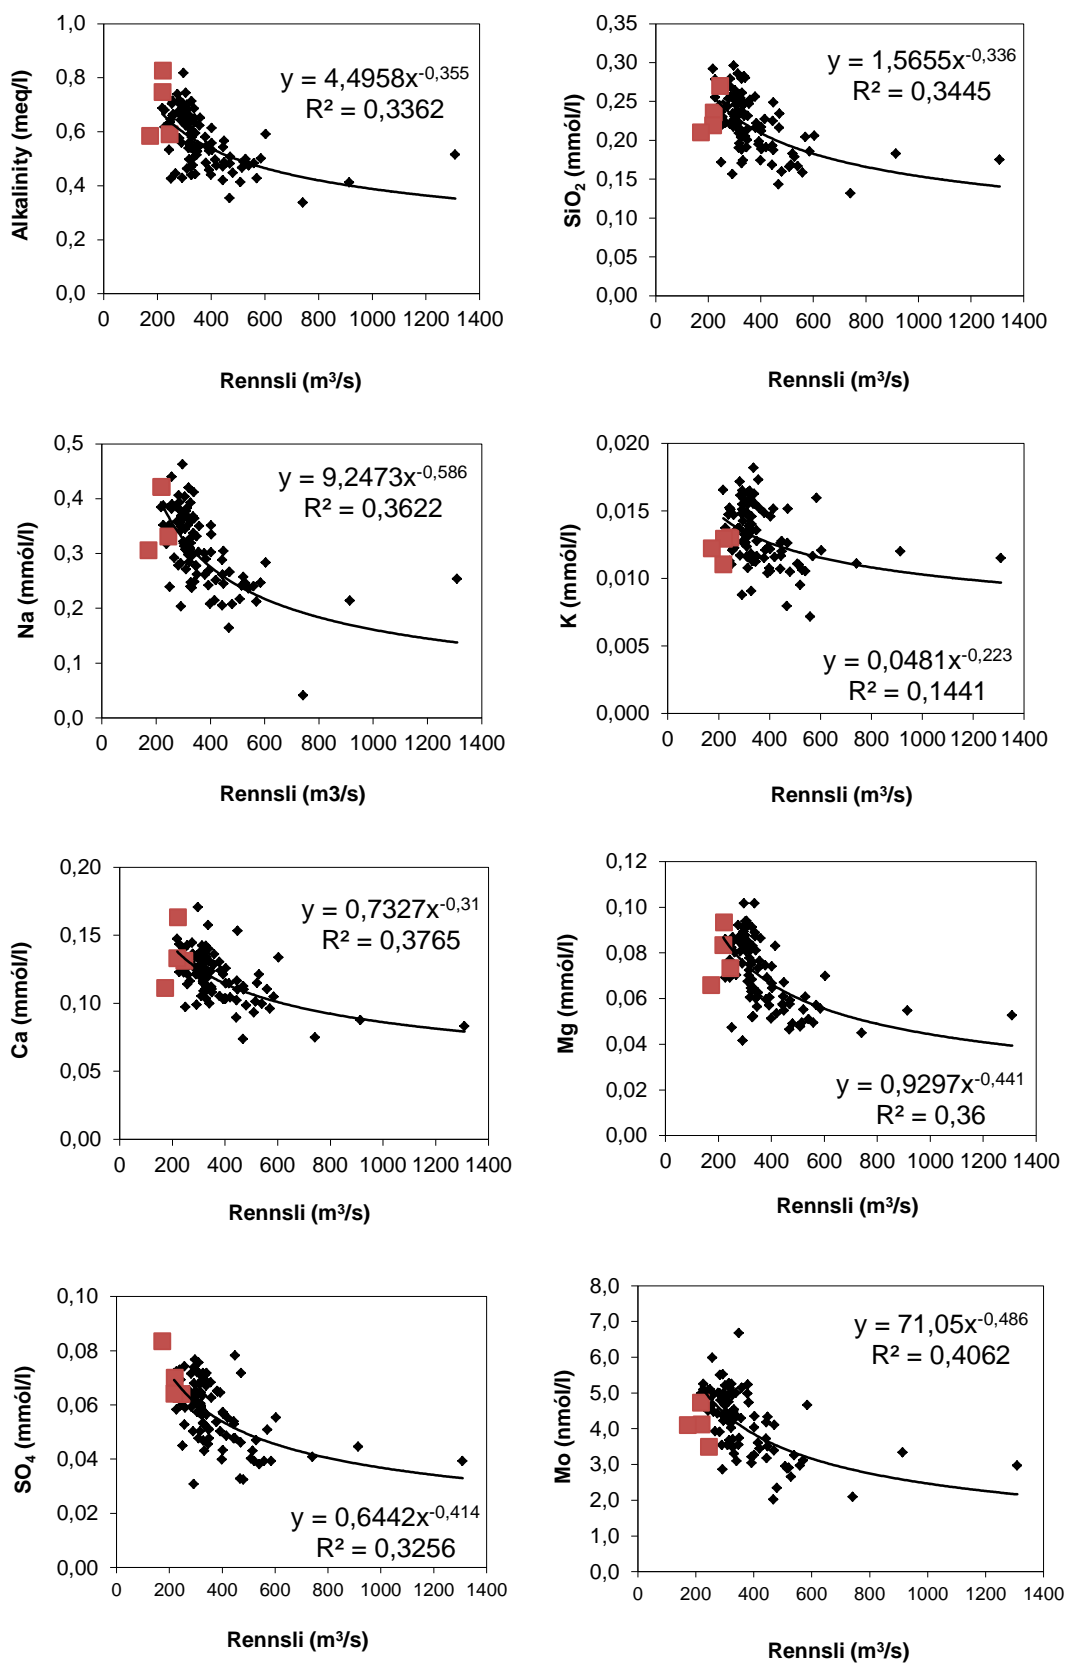 Alkalinity (meq/l)
1,0
0,8
0,6
0,4
0,2
0,0
y = 4,4958x^-0,355
R² = 0,3362
0 200 400 600 800 1000 1200 1400
Rennsli (m³/s)
SiO₂ (mmól/l)
0,35
0,30
0,25
0,20
0,15
0,10
0,05
0,00
y = 1,5655x^-0,336
R² = 0,3445
0 200 400 600 800 1000 1200 1400
Rennsli (m³/s)
Na (mmól/l)
0,5
0,4
0,3
0,2
0,1
0,0
y = 9,2473x^-0,586
R² = 0,3622
0 200 400 600 800 1000 1200 1400
Rennsli (m3/s)
K (mmól/l)
0,020
0,015
0,010
0,005
0,000
y = 0,0481x^-0,223
R² = 0,1441
0 200 400 600 800 1000 1200 1400
Rennsli (m³/s)
Ca (mmól/l)
0,20
0,15
0,10
0,05
0,00
y = 0,7327x^-0,31
R² = 0,3765
0 200 400 600 800 1000 1200 1400
Rennsli (m³/s)
Mg (mmól/l)
0,12
0,10
0,08
0,06
0,04
0,02
0,00
y = 0,9297x^-0,441
R² = 0,36
0 200 400 600 800 1000 1200 1400
Rennsli (m³/s)
SO₄ (mmól/l)
0,10
0,08
0,06
0,04
0,02
0,00
y = 0,6442x^-0,414
R² = 0,3256
0 200 400 600 800 1000 1200 1400
Rennsli (m³/s)
Mo (nmól/l)
8,0
7,0
6,0
5,0
4,0
3,0
2,0
1,0
0,0
y = 71,05x^-0,486
R² = 0,4062
0 200 400 600 800 1000 1200 1400
Rennsli (m³/s)